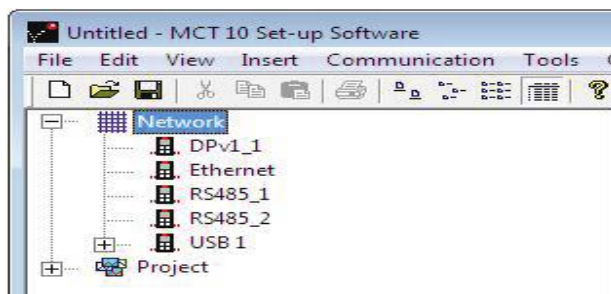 Untitled - MCT 10 Set-up Software
File Edit View Insert Communication Tools
Network
DPv1_1
Ethernet
RS485_1
RS485_2
USB 1
Project